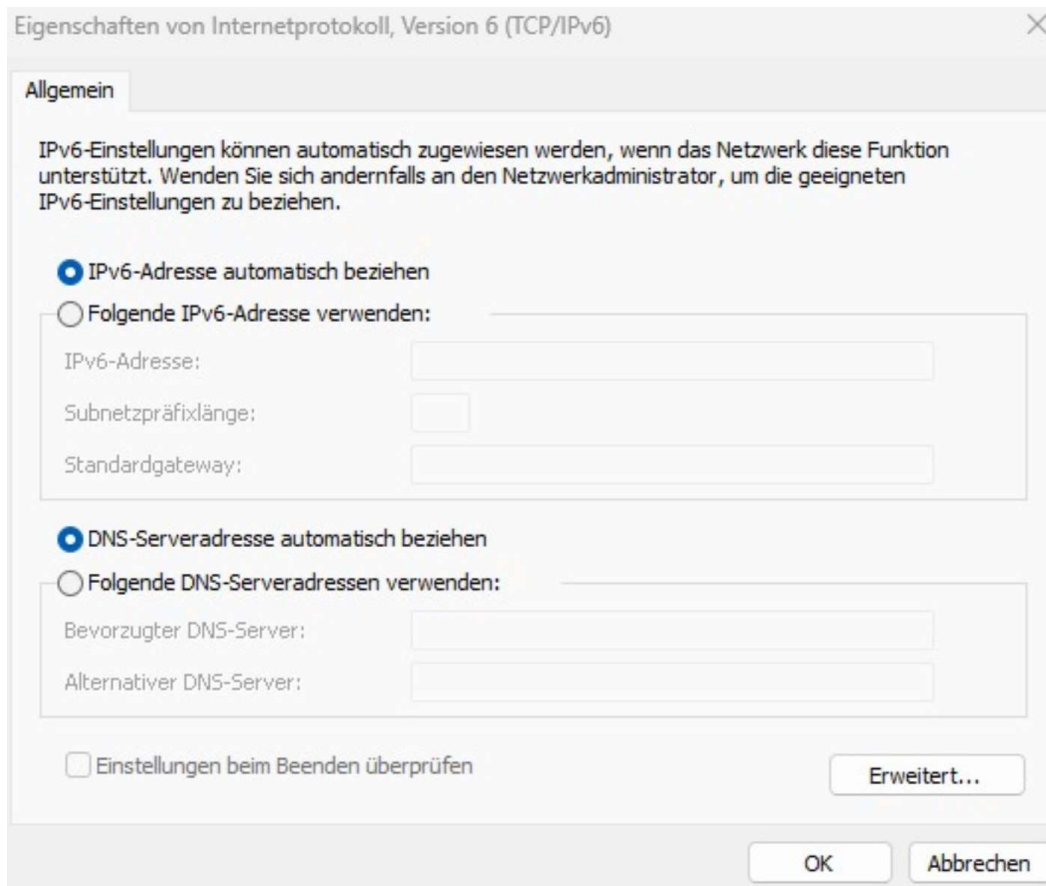 Eigenschaften von Internetprotokoll, Version 6 (TCP/IPv6)
Allgemein
IPv6-Einstellungen können automatisch zugewiesen werden, wenn das Netzwerk diese Funktion
unterstützt. Wenden Sie sich andernfalls an den Netzwerkadministrator, um die geeigneten
IPv6-Einstellungen zu beziehen.
IPv6-Adresse automatisch beziehen
Folgende IPv6-Adresse verwenden:
IPv6-Adresse:
Subnetzpräfixlänge:
Standardgateway:
DNS-Serveradresse automatisch beziehen
Folgende DNS-Serveradressen verwenden:
Bevorzugter DNS-Server:
Alternativer DNS-Server:
Einstellungen beim Beenden überprüfen
Erweitert...
OK Abbrechen